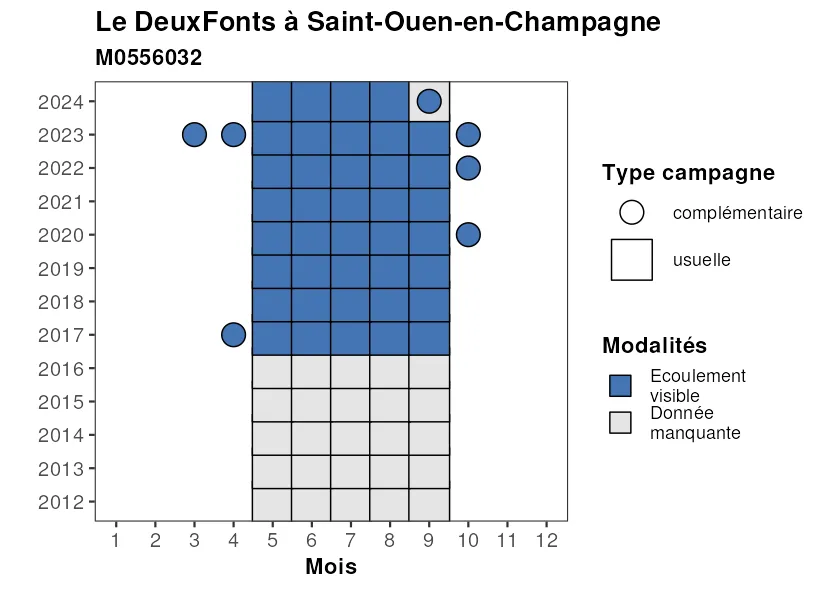 Le DeuxFonts à Saint-Ouen-en-Champagne
M0556032
2024
2023
2022
2021
2020
2019
2018
2017
2016
2015
2014
2013
2012
1 2 3 4 5 6 7 8 9 10 11 12
Mois
Type campagne
complémentaire
usuelle
Modalités
Ecoulement
visible
Donnée
manquante